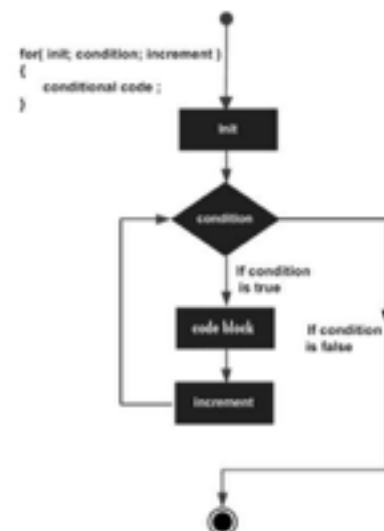 for( init; condition; increment )
{
conditional code ;
}
Init
condition
If condition
is true
code block
If condition
is false
increment